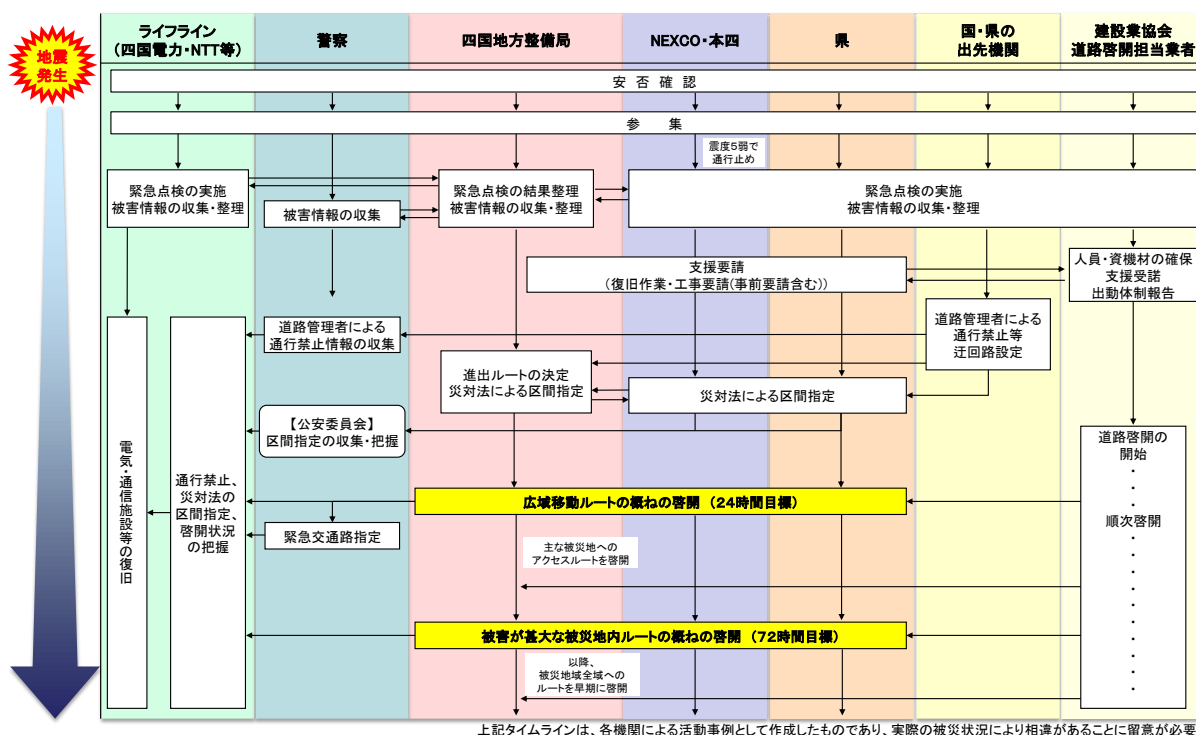 地震
発生
ライフライン
(四国電力・NTT等)
警察
四国地方整備局
NEXCO・本四
県
国・県の
出先機関
建設業協会
道路啓開担当業者
安 否 確 認
参 集
震度5弱で
通行止め
緊急点検の実施
被害情報の収集・整理
被害情報の収集
緊急点検の結果整理
被害情報の収集・整理
緊急点検の実施
被害情報の収集・整理
支援要請
(復旧作業・工事要請(事前要請含む))
人員・資機材の確保
支援受諾
出動体制報告
道路管理者による
通行禁止情報の収集
道路管理者による
通行禁止等
迂回路設定
進出ルートの決定
災対法による区間指定
災対法による区間指定
【公安委員会】
区間指定の収集・把握
電気・通信施設等の復旧
通行禁止、
災対法の
区間指定、
啓開状況
の把握
道路啓開の
開始
・
・
・
順次啓開
・
・
・
・
・
・
・
・
・
・
・
広域移動ルートの概ねの啓開 (24時間目標)
緊急交通路指定
主な被災地への
アクセスルートを啓開
被害が甚大な被災地内ルートの概ねの啓開 (72時間目標)
以降、
被災地域全域への
ルートを早期に啓開
上記タイムラインは、各機関による活動事例として作成したものであり、実際の被災状況により相違があることに留意が必要